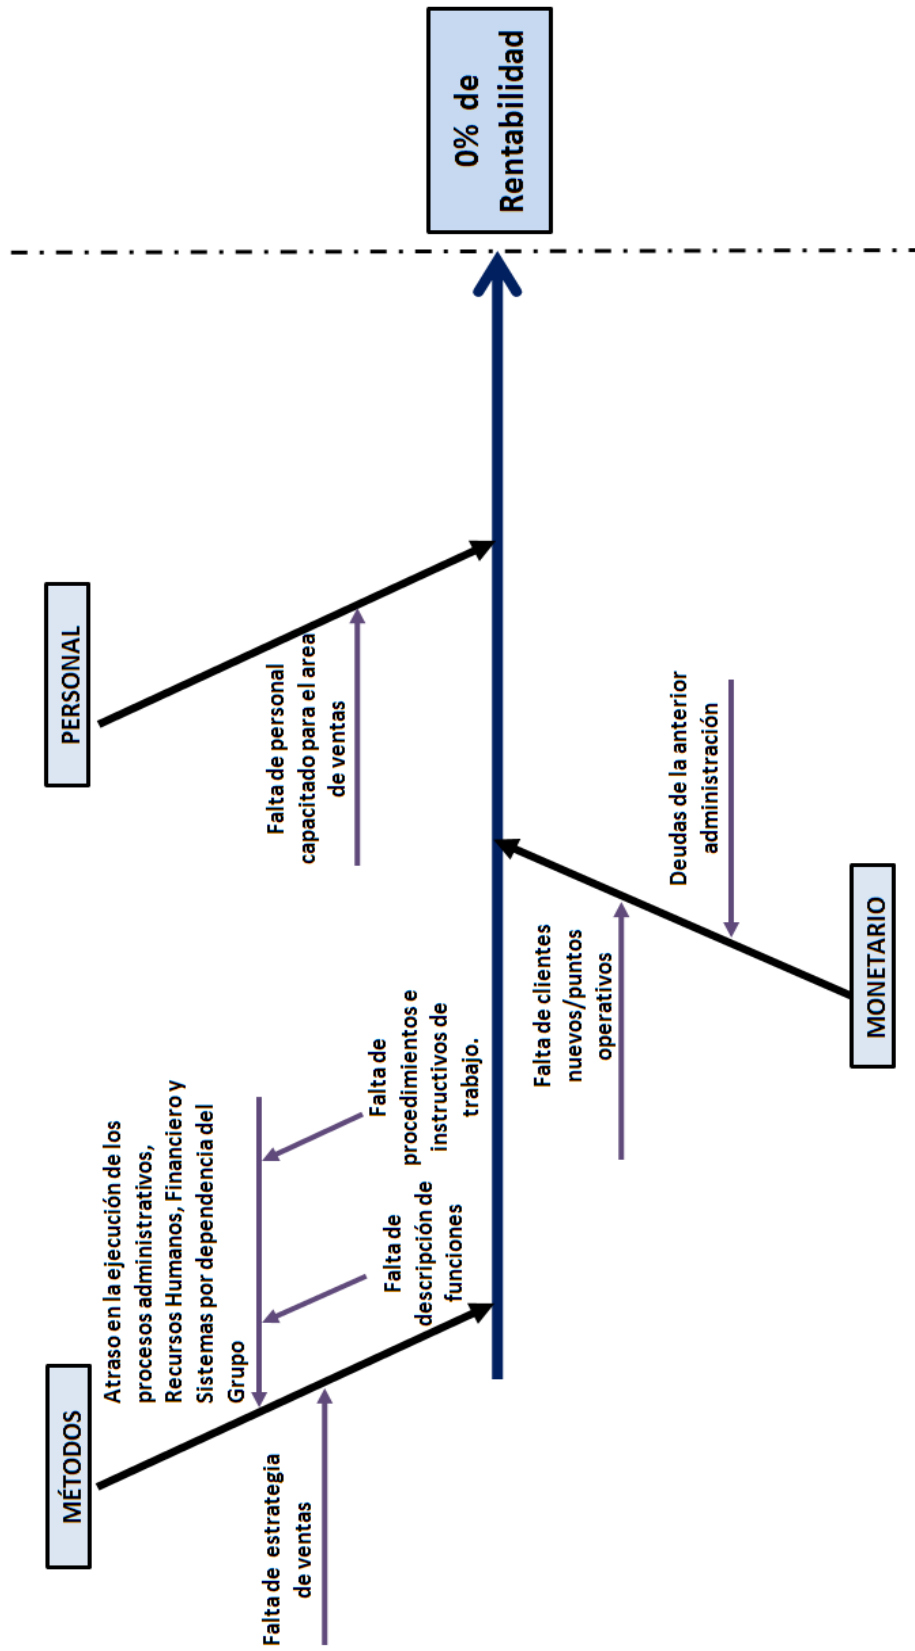 MÉTODOS
Atraso en la ejecución de los
procesos administrativos,
Recursos Humanos, Financiero y
Sistemas por dependencia del
Grupo
Falta de estrategia
de ventas
Falta de
descripción de
funciones
Falta de
procedimientos e
instructivos de
trabajo.
PERSONAL
Falta de personal
capacitado para el area
de ventas
0% de
Rentabilidad
Falta de clientes
nuevos/puntos
operativos
Deudas de la anterior
administración
MONETARIO